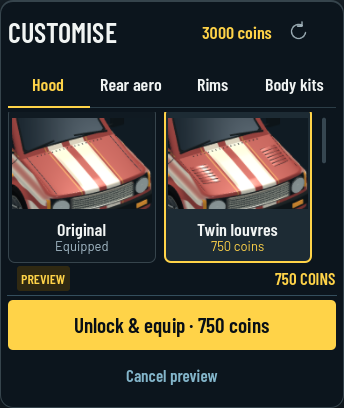 CUSTOMISE
3000 coins
Hood
Rear aero
Rims
Body kits
Original
Equipped
Twin louvres
750 coins
PREVIEW
750 COINS
Unlock & equip · 750 coins
Cancel preview